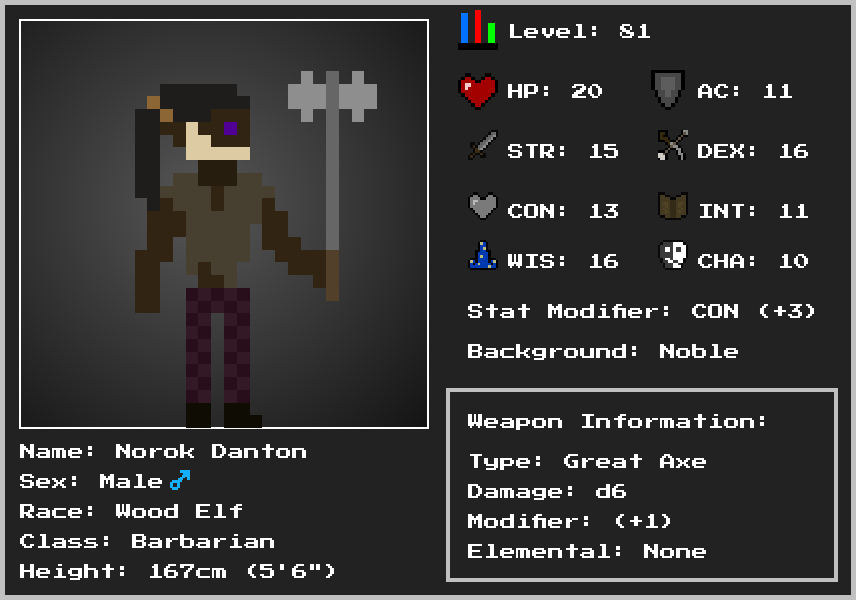 Level: 81
HP: 20
AC: 11
STR: 15
DEX: 16
CON: 13
INT: 11
WIS: 16
CHA: 10
Stat Modifier: CON (+3)
Background: Noble
Weapon Information:
Type: Great Axe
Damage: d6
Modifier: (+1)
Elemental: None
Name: Norok Danton
Sex: Male ♂
Race: Wood Elf
Class: Barbarian
Height: 167cm (5'6")